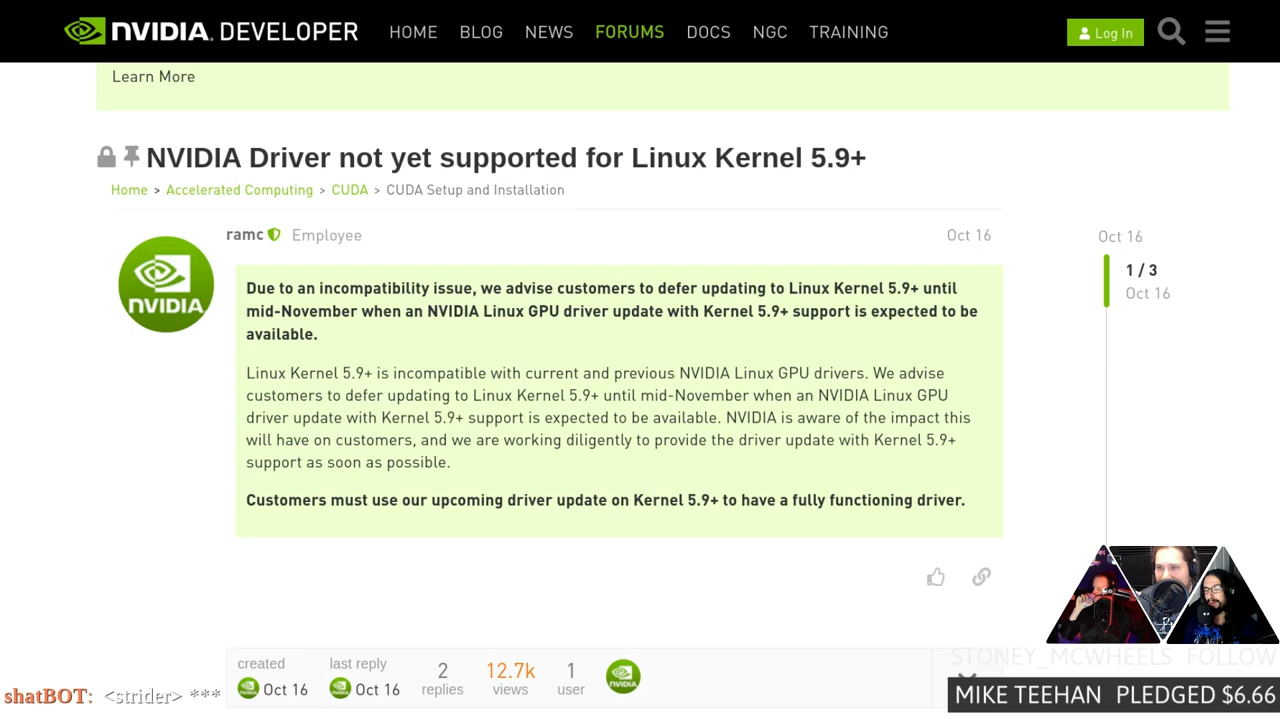 NVIDIA. DEVELOPER HOME BLOG NEWS FORUMS DOCS NGC TRAINING Log In
Learn More
NVIDIA Driver not yet supported for Linux Kernel 5.9+
Home > Accelerated Computing > CUDA > CUDA Setup and Installation
ramc Employee Oct 16
Oct 16
1 / 3
Oct 16
NVIDIA
Due to an incompatibility issue, we advise customers to defer updating to Linux Kernel 5.9+ until
mid-November when an NVIDIA Linux GPU driver update with Kernel 5.9+ support is expected to be
available.
Linux Kernel 5.9+ is incompatible with current and previous NVIDIA Linux GPU drivers. We advise
customers to defer updating to Linux Kernel 5.9+ until mid-November when an NVIDIA Linux GPU
driver update with Kernel 5.9+ support is expected to be available. NVIDIA is aware of the impact this
will have on customers, and we are working diligently to provide the driver update with Kernel 5.9+
support as soon as possible.
Customers must use our upcoming driver update on Kernel 5.9+ to have a fully functioning driver.
created last reply 2 12.7k 1
Oct 16 Oct 16 replies views user
STONEY_MCWHEELS FOLLOW
MIKE TEEHAN PLEDGED $6.66
shatBOT: <strider> ***